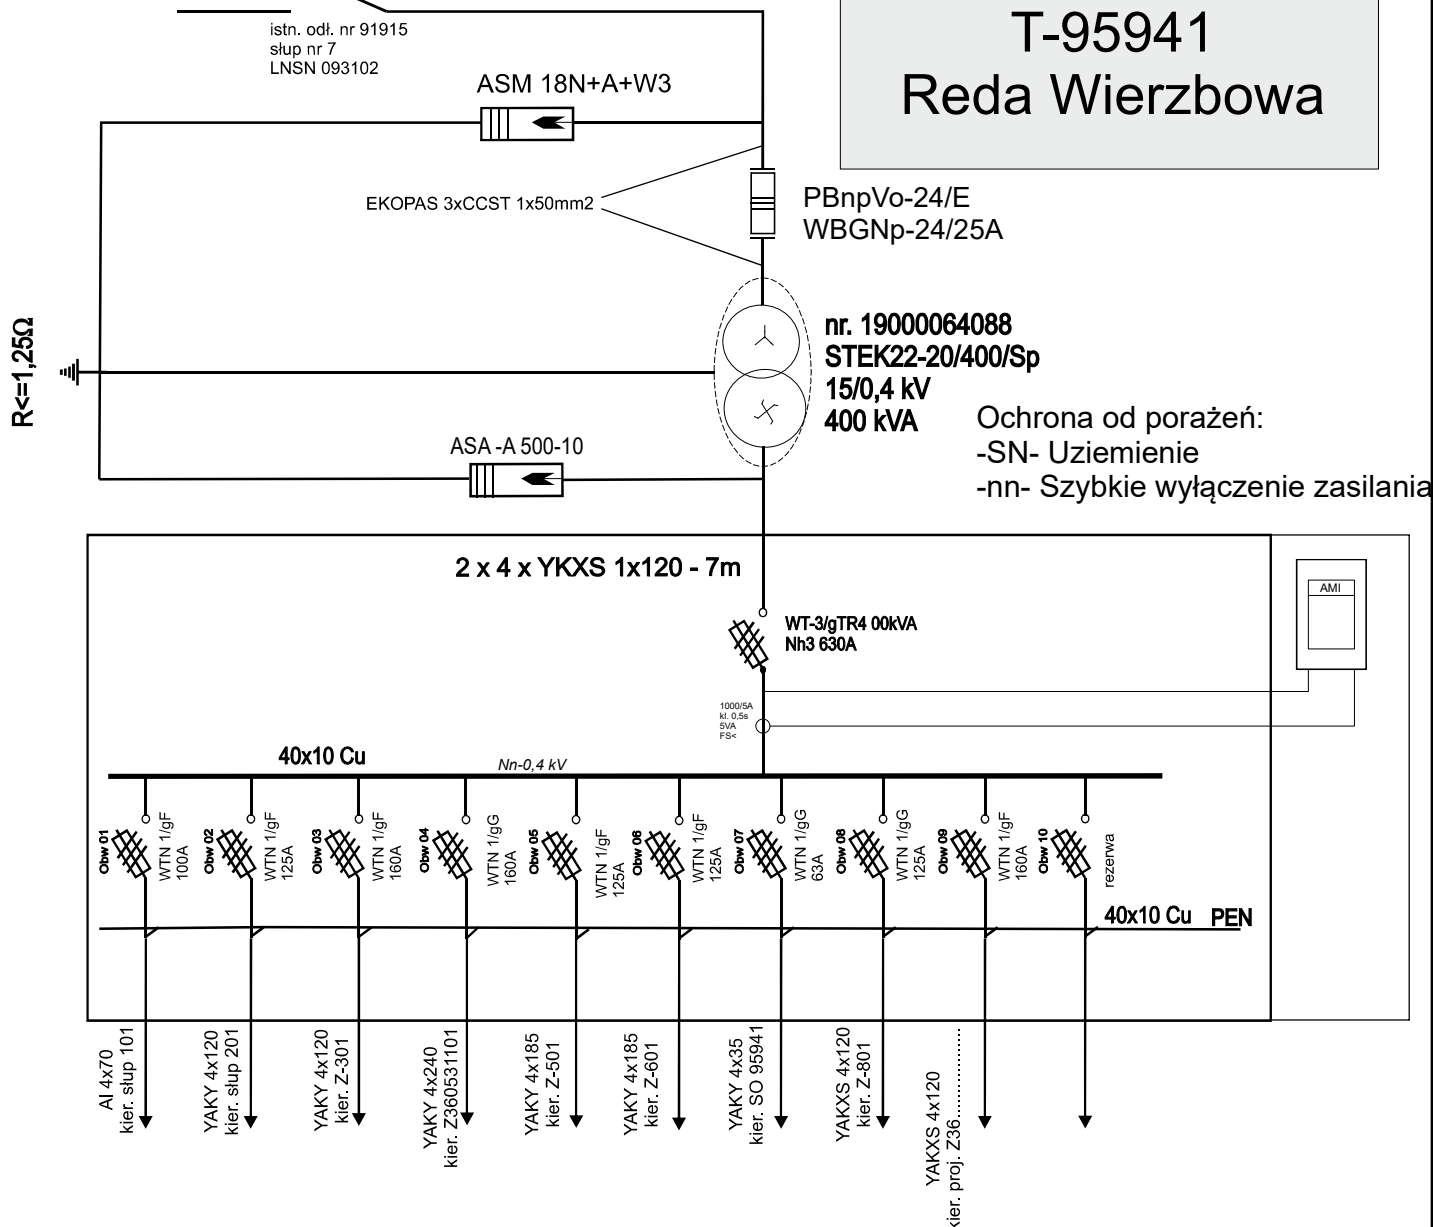 istn. odł. nr 91915
słup nr 7
LNSN 093102
T-95941
Reda Wierzbowa
ASM 18N+A+W3
EKOPAS 3xCCST 1x50mm2
PBnpVo-24/E
WBGNp-24/25A
R<=1,25Ω
nr. 19000064088
STEK22-20/400/Sp
15/0,4 kV
400 kVA
Ochrona od porażeń:
-SN- Uziemienie
-nn- Szybkie wyłączenie zasilania
ASA -A 500-10
2 x 4 x YKXS 1x120 - 7m
AMI
WT-3/gTR4 00kVA
Nh3 630A
1000/5A
kl. 0,5s
5VA
FS<
40x10 Cu
Nn-0,4 kV
Obw 01
WTN 1/gF
100A
Obw 02
WTN 1/gF
125A
Obw 03
WTN 1/gF
160A
Obw 04
WTN 1/gG
160A
Obw 05
WTN 1/gF
125A
Obw 06
WTN 1/gF
125A
Obw 07
WTN 1/gG
63A
Obw 08
WTN 1/gG
125A
Obw 09
WTN 1/gF
160A
Obw 10
rezerwa
40x10 Cu PEN
Al 4x70
kier. słup 101
YAKY 4x120
kier. słup 201
YAKY 4x120
kier. Z-301
YAKY 4x240
kier. Z360531101
YAKY 4x185
kier. Z-501
YAKY 4x185
kier. Z-601
YAKY 4x35
kier. SO 95941
YAKXS 4x120
kier. Z-801
YAKXS 4x120
kier. proj. Z36....................